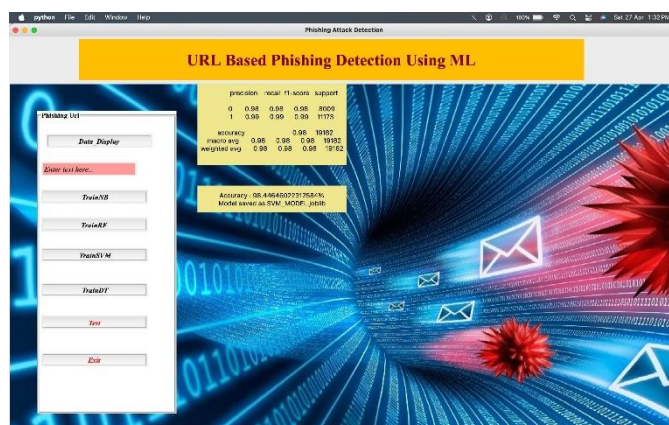 python File Edit Window Help
100%
Sat 27 Apr 1:32 PM
Phishing Attack Detection
URL Based Phishing Detection Using ML
precision recall f1-score support
0 0.98 0.98 0.98 8009
1 0.99 0.99 0.99 11173
accuracy 0.98 19182
macro avg 0.98 0.98 0.98 19182
weighted avg 0.98 0.98 0.98 19182
Accuracy : 98.44646022312584%
Model saved as SVM_MODEL.joblib
Phishing Url
Data_Display
Enter text here...
TrainNB
TrainRF
TrainSVM
TrainDT
Test
Exit